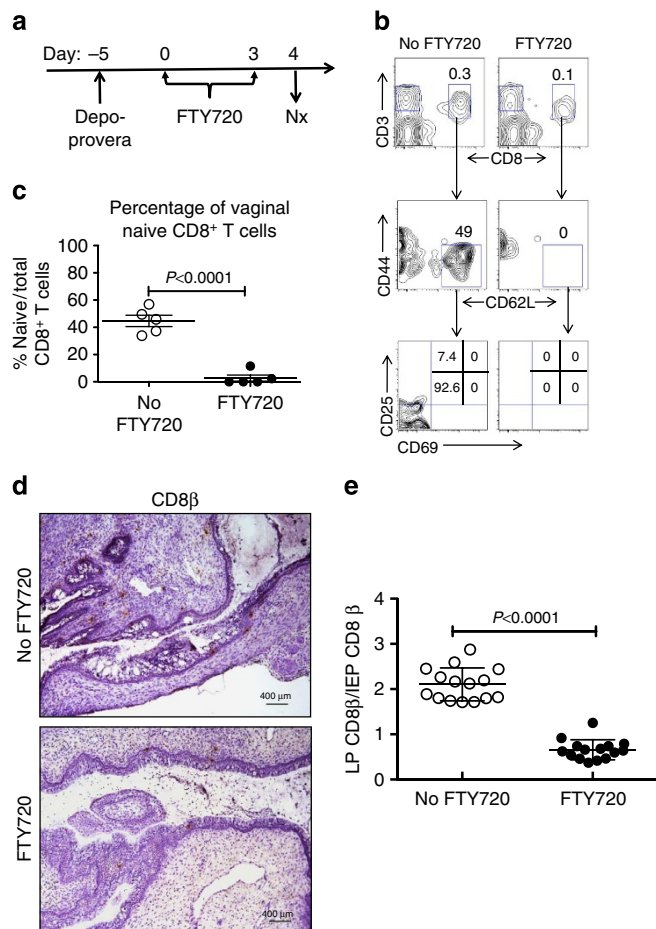 a
Day: –5 0 3 4
Depo-
provera
FTY720
Nx
b
No FTY720 FTY720
0.3 0.1
CD3
CD8
49 0
CD44
CD62L
7.4 0 0 0
92.6 0 0 0
CD25
CD69
c
Percentage of vaginal
naive CD8+ T cells
P<0.0001
% Naive/total
CD8+ T cells
100
80
60
40
20
0
No
FTY720
FTY720
d
CD8β
No FTY720
400 μm
FTY720
400 μm
e
P<0.0001
LP CD8β/IEP CD8 β
4
3
2
1
0
No FTY720 FTY720